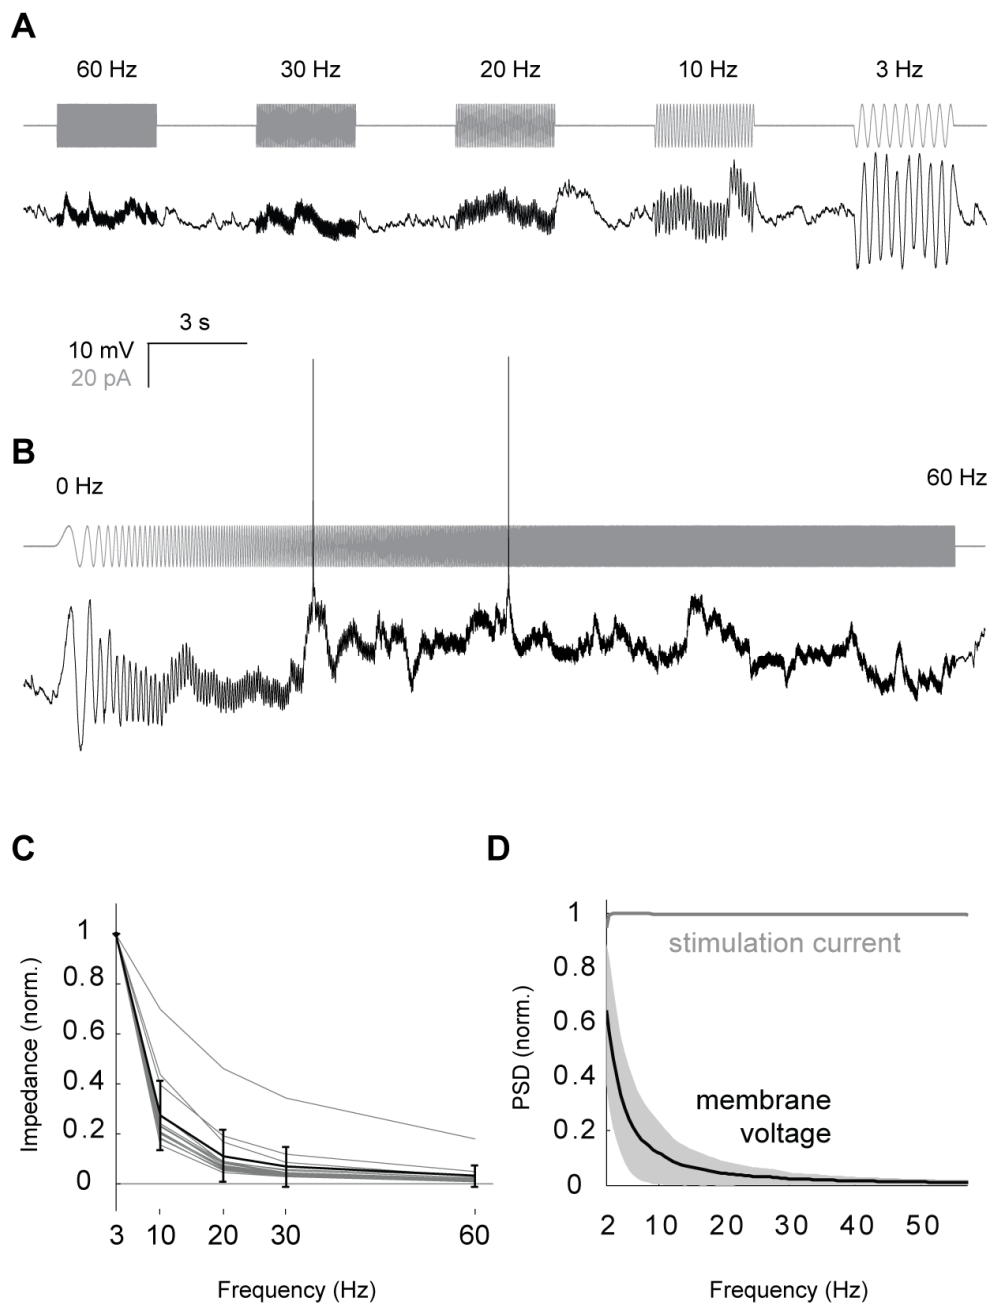 A
60 Hz 30 Hz 20 Hz 10 Hz 3 Hz
3 s
10 mV
20 pA
B
0 Hz
60 Hz
C
Impedance (norm.)
1
0.8
0.6
0.4
0.2
0
3 10 20 30 60
Frequency (Hz)
D
PSD (norm.)
1
0.8
0.6
0.4
0.2
0
stimulation current
membrane
voltage
2 10 20 30 40 50
Frequency (Hz)